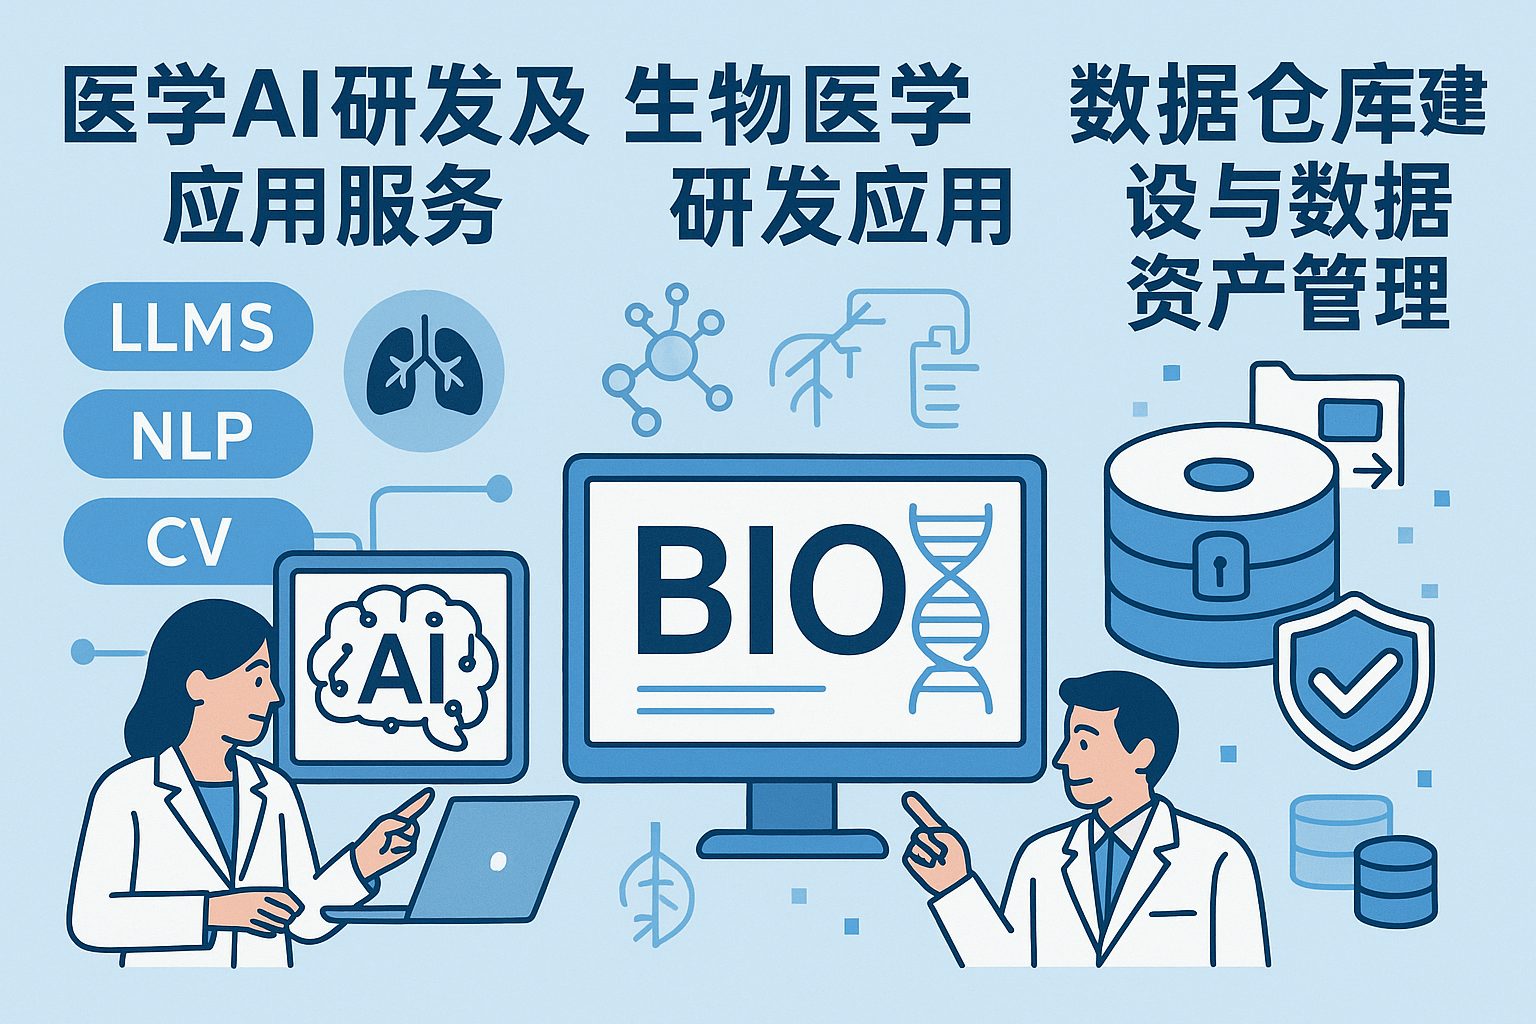 医学AI研发及
应用服务
生物医学
研发应用
数据仓库建
设与数据
资产管理
LLMS
NLP
CV
AI
BIO